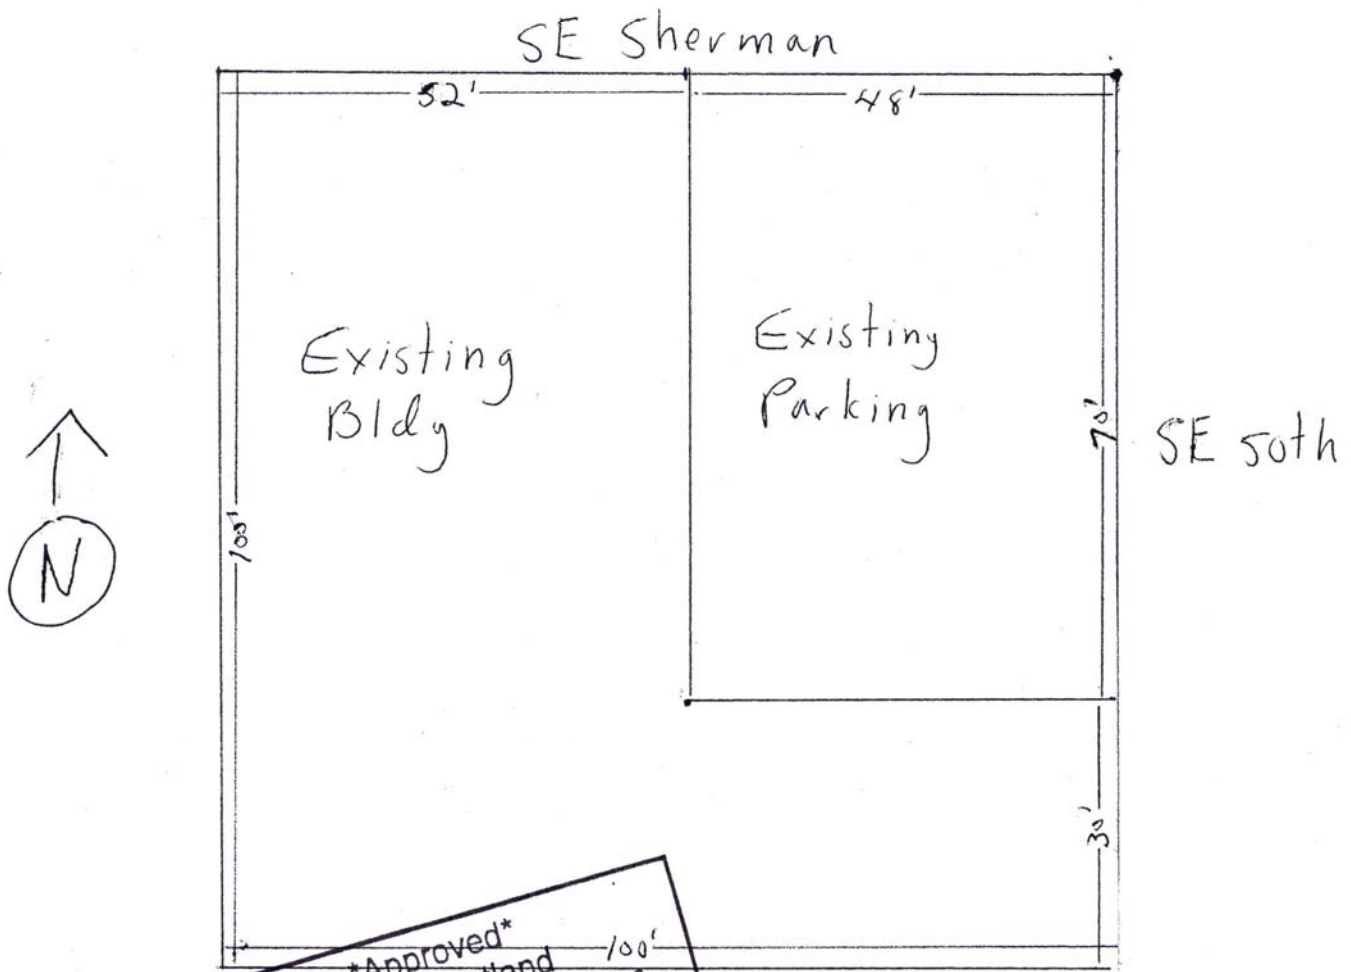 SE Sherman
52'
48'
Existing
Bldg
Existing
Parking
70'
SE 50th
N
100'
30'
*Approved*
100'